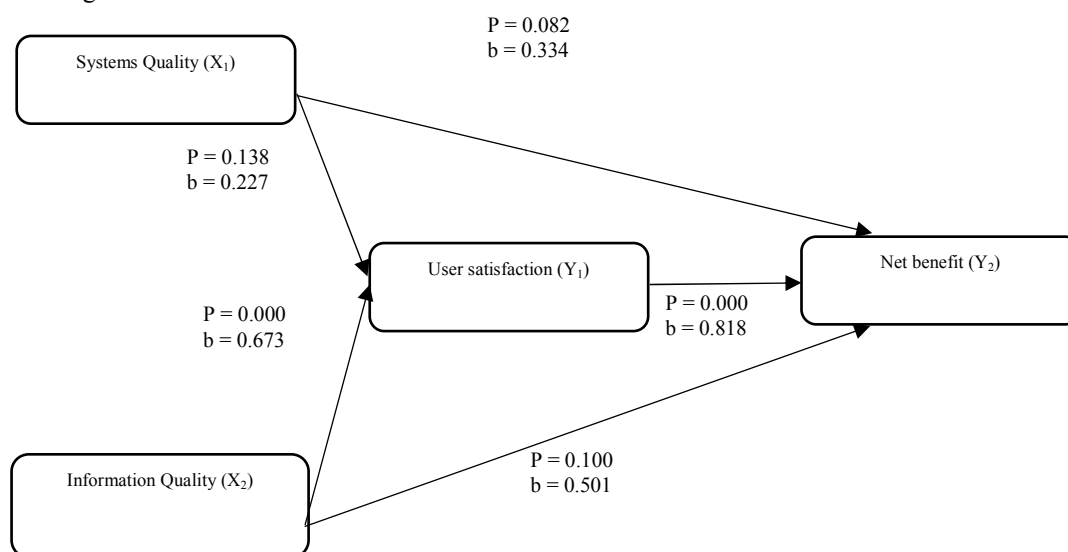 P = 0.082
b = 0.334
Systems Quality (X₁)
P = 0.138
b = 0.227
User satisfaction (Y₁)
Net benefit (Y₂)
P = 0.000
b = 0.818
P = 0.000
b = 0.673
P = 0.100
b = 0.501
Information Quality (X₂)